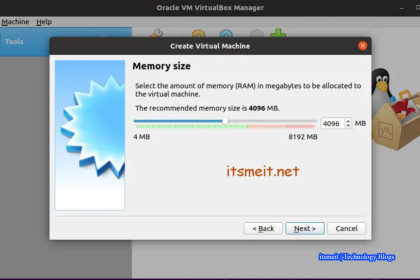 Oracle VM VirtualBox Manager
Machine Help
Tools
Create Virtual Machine
Memory size
Select the amount of memory (RAM) in megabytes to be allocated to
the virtual machine.
The recommended memory size is 4096 MB.
4096 MB
4 MB 8192 MB
itsmeit.net
< Back Next > Cancel
itsmeit | Technology Blogs